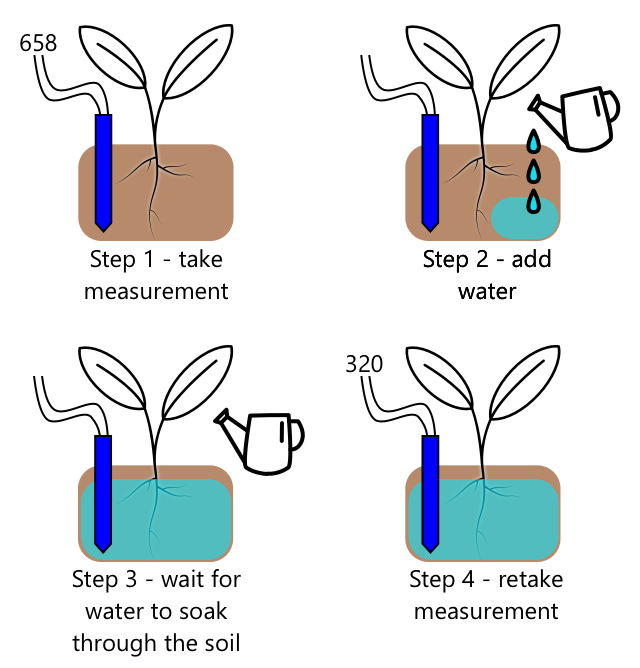 658
Step 1 - take
measurement
Step 2 - add
water
320
Step 3 - wait for
water to soak
through the soil
Step 4 - retake
measurement